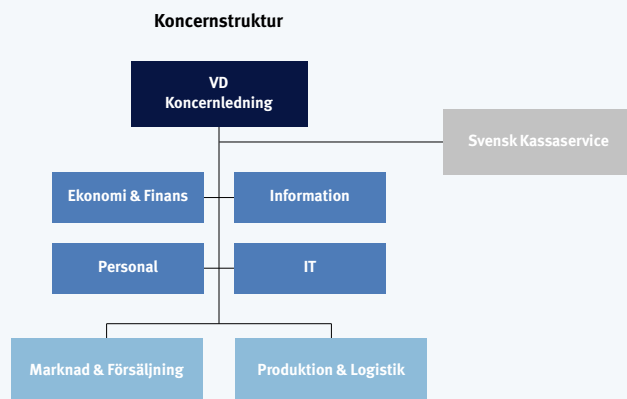 Koncernstruktur
VD
Koncernledning
Svensk Kassaservice
Ekonomi & Finans
Information
Personal
IT
Marknad & Försäljning
Produktion & Logistik